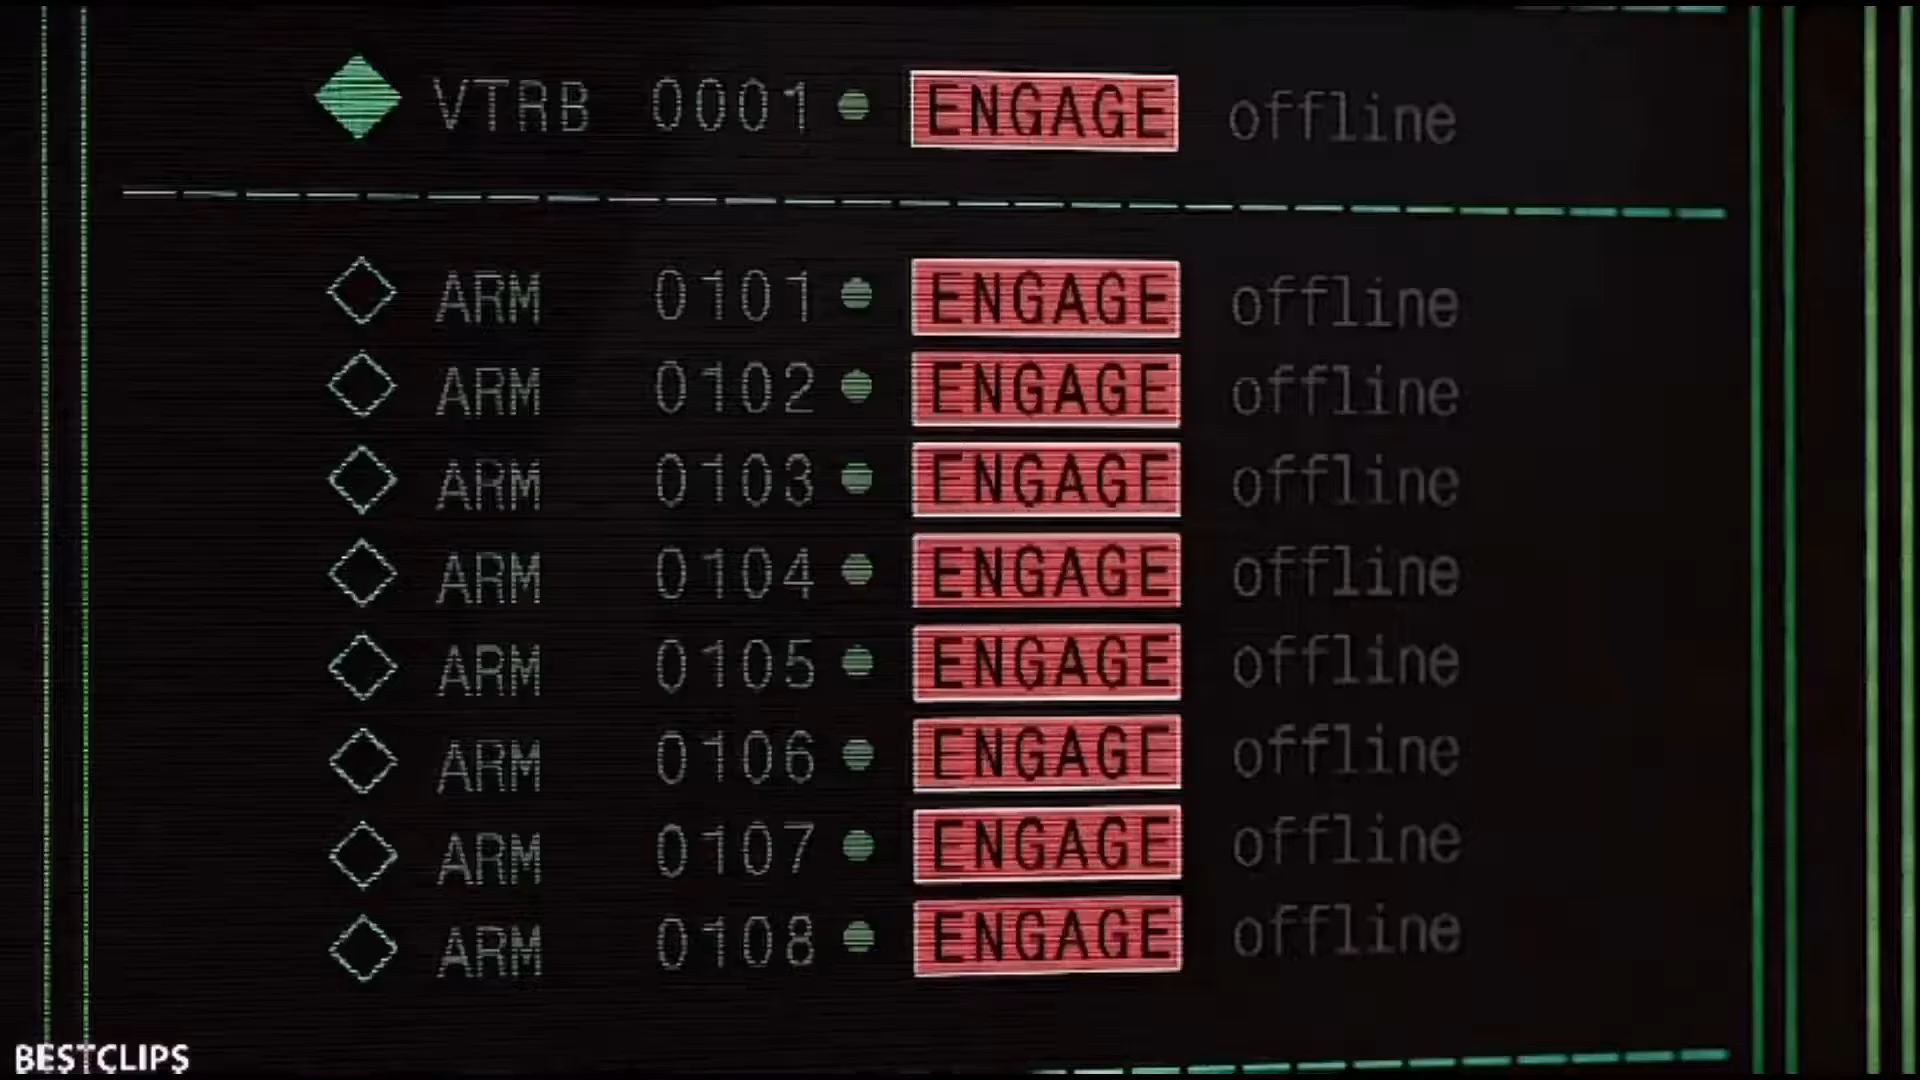 VTRB 0001 ENGAGE offline
ARM 0101 ENGAGE offline
ARM 0102 ENGAGE offline
ARM 0103 ENGAGE offline
ARM 0104 ENGAGE offline
ARM 0105 ENGAGE offline
ARM 0106 ENGAGE offline
ARM 0107 ENGAGE offline
ARM 0108 ENGAGE offline
BESTCLIPS